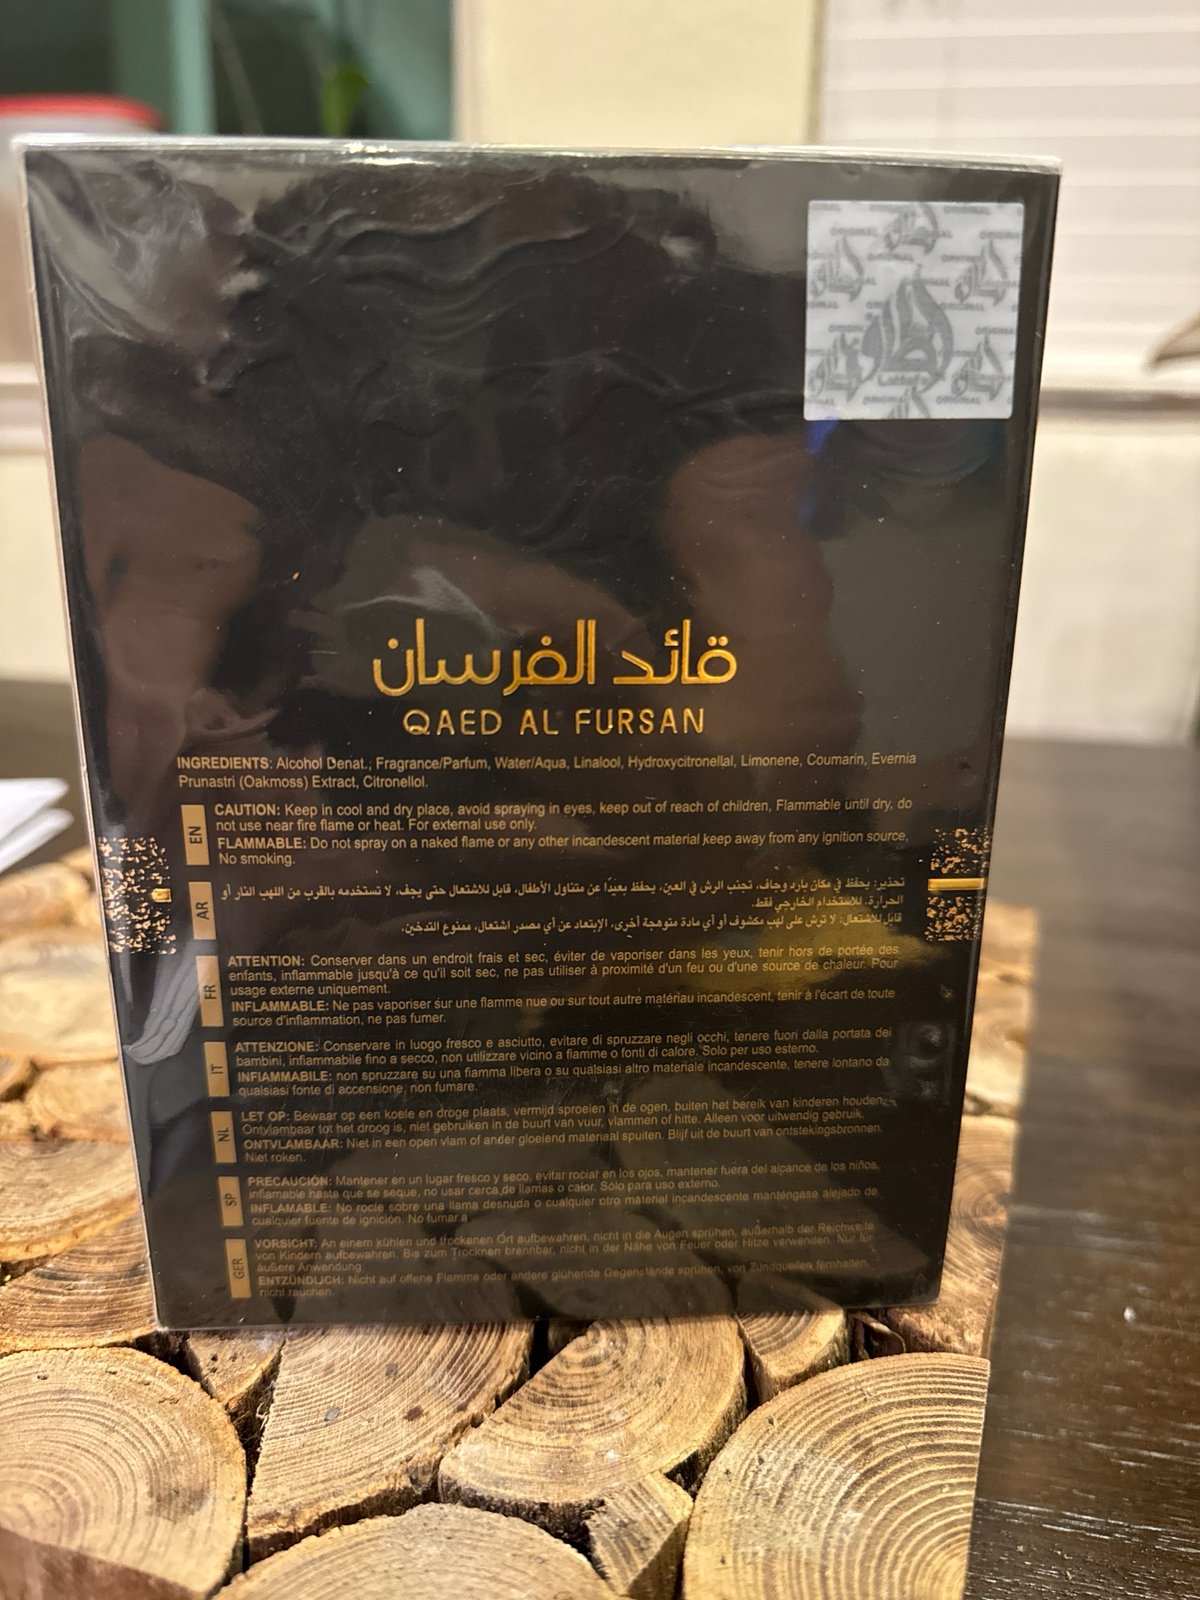 ORIGINAL
لطافة
Lattafa
ORIGINAL
قائد الفرسان
QAED AL FURSAN
INGREDIENTS: Alcohol Denat., Fragrance/Parfum, Water/Aqua, Linalool, Hydroxycitronellal, Limonene, Coumarin, Evernia
Prunastri (Oakmoss) Extract, Citronellol.
EN
CAUTION: Keep in cool and dry place, avoid spraying in eyes, keep out of reach of children, Flammable until dry, do
not use near fire flame or heat. For external use only.
FLAMMABLE: Do not spray on a naked flame or any other incandescent material keep away from any ignition source,
No smoking.
AR
تحذير: يحفظ في مكان بارد وجاف، تجنب الرش في العين، يحفظ بعيدًا عن متناول الأطفال، قابل للاشتعال حتى يجف، لا تستخدمه بالقرب من اللهب النار أو
الحرارة. للاستخدام الخارجي فقط.
قابل للاشتعال: لا ترش على لهب مكشوف أو أي مادة متوهجة أخرى، الإبتعاد عن أي مصدر اشتعال، ممنوع التدخين.
FR
ATTENTION: Conserver dans un endroit frais et sec, éviter de vaporiser dans les yeux, tenir hors de portée des
enfants, inflammable jusqu'à ce qu'il soit sec, ne pas utiliser à proximité d'un feu ou d'une source de chaleur. Pour
usage externe uniquement.
INFLAMMABLE: Ne pas vaporiser sur une flamme nue ou sur tout autre matériau incandescent, tenir à l'écart de toute
source d'inflammation, ne pas fumer.
IT
ATTENZIONE: Conservare in luogo fresco e asciutto, evitare di spruzzare negli occhi, tenere fuori dalla portata dei
bambini, infiammabile fino a secco, non utilizzare vicino a fiamme o fonti di calore. Solo per uso esterno.
INFIAMMABILE: non spruzzare su una fiamma libera o su qualsiasi altro materiale incandescente, tenere lontano da
qualsiasi fonte di accensione, non fumare.
NL
LET OP: Bewaar op een koele en droge plaats, vermijd sproeien in de ogen, buiten het bereik van kinderen houden.
Ontvlambaar tot het droog is, niet gebruiken in de buurt van vuur, vlammen of hitte. Alleen voor uitwendig gebruik.
ONTVLAMBAAR: Niet in een open vlam of ander gloeiend materiaal spuiten. Blijf uit de buurt van ontstekingsbronnen.
Niet roken.
SP
PRECAUCIÓN: Mantener en un lugar fresco y seco, evitar rociar en los ojos, mantener fuera del alcance de los niños,
inflamable hasta que se seque, no usar cerca de llamas o calor. Sólo para uso externo.
INFLAMABLE: No rocíe sobre una llama desnuda o cualquier otro material incandescente manténgase alejado de
cualquier fuente de ignición. No fumar a
GER
VORSICHT: An einem kühlen und trockenen Ort aufbewahren, nicht in die Augen sprühen, außerhalb der Reichweite
von Kindern aufbewahren. Bis zum Trocknen brennbar, nicht in der Nähe von Feuer oder Hitze verwenden. Nur für
äußere Anwendung.
ENTZÜNDLICH: Nicht auf offene Flamme oder andere glühende Gegenstände sprühen, von Zündquellen fernhalten,
nicht rauchen.